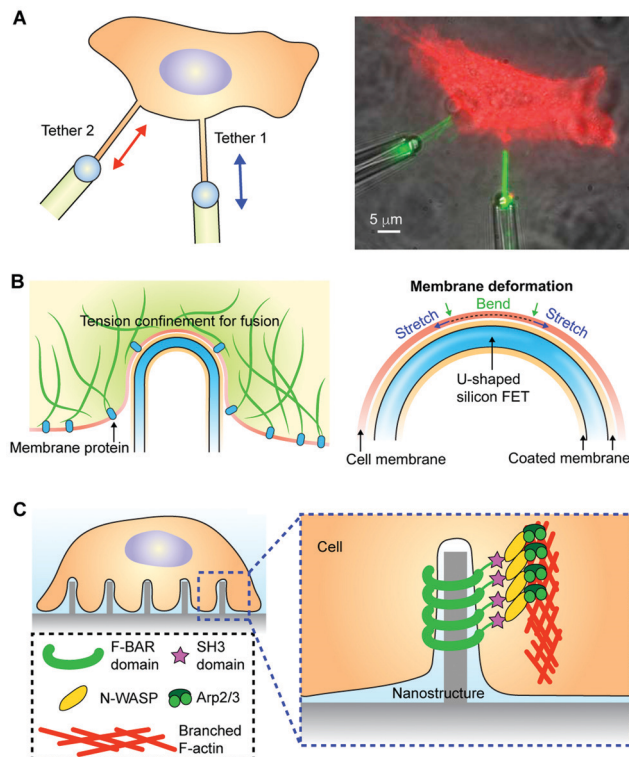 A
Tether 2
Tether 1
5 μm
B
Tension confinement for fusion
Membrane protein
Membrane deformation
Bend
Stretch
Stretch
U-shaped
silicon FET
Cell membrane
Coated membrane
C
F-BAR
domain
SH3
domain
N-WASP
Arp2/3
Branched
F-actin
Cell
Nanostructure